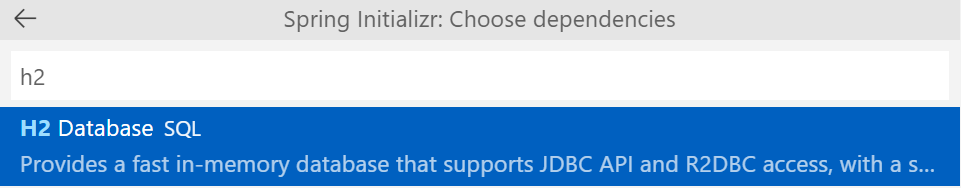 Spring Initializr: Choose dependencies
h2
H2 Database SQL
Provides a fast in-memory database that supports JDBC API and R2DBC access, with a s...